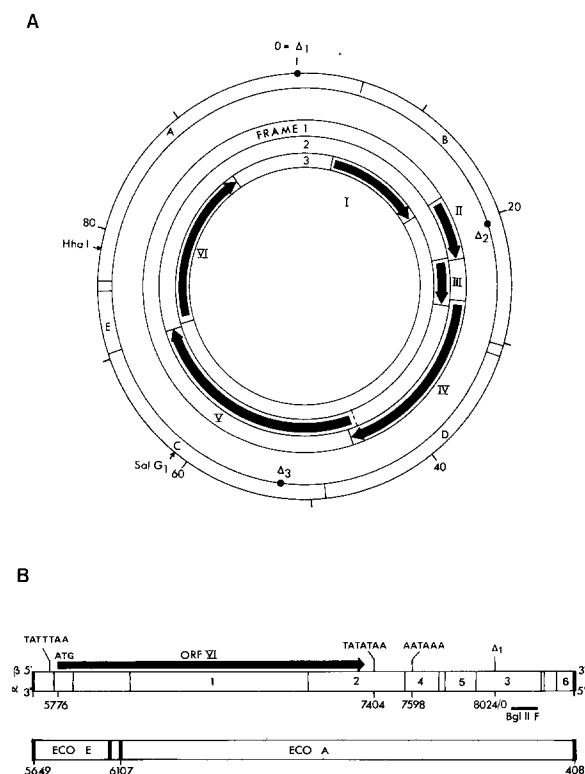 A
0 = Δ1
A
B
FRAME 1
2
3
I
II
20
Δ2
80
HhaI
VI
III
E
IV
V
C
D
Sal G1
60
Δ3
40
B
TATTTAA
ATG
ORF VI
TATATAA
AATAAA
Δ1
β 5'
3'
1
2
4
5
3
6
α 3'
5'
5776
7404
7598
8024/0
Bgl II F
ECO E
ECO A
5649
6107
408